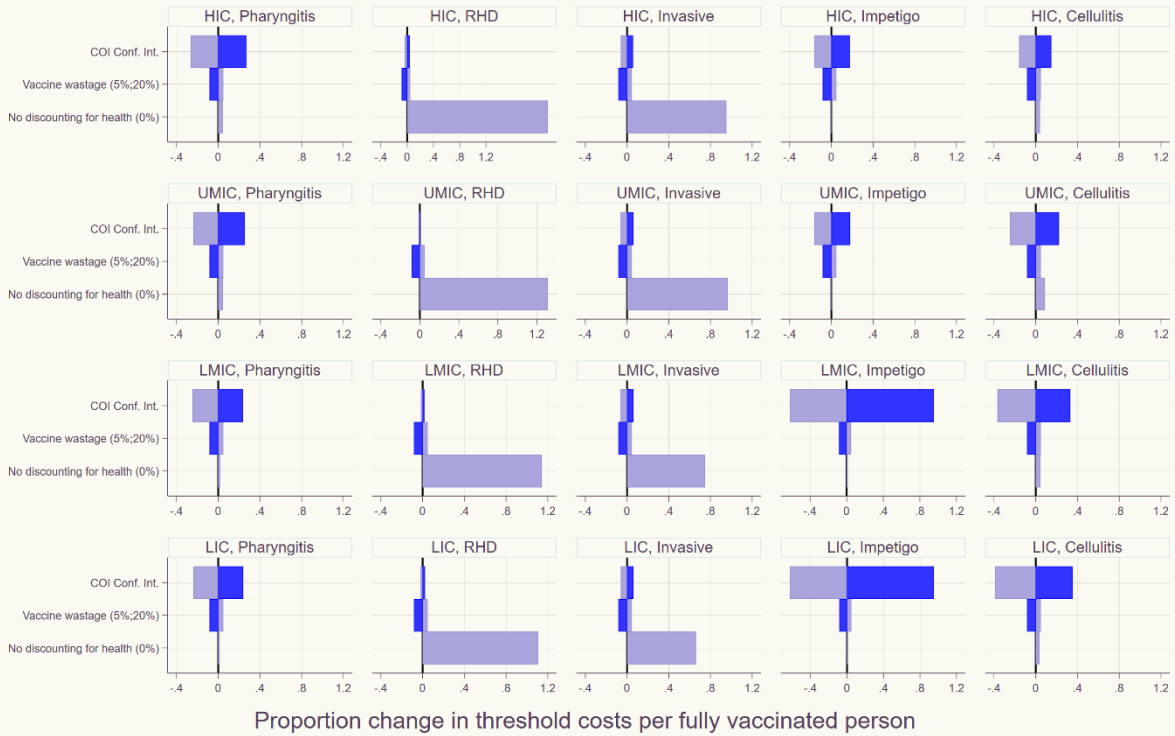 HIC, Pharyngitis HIC, RHD HIC, Invasive HIC, Impetigo HIC, Cellulitis
COI Conf. Int.
Vaccine wastage (5%;20%)
No discounting for health (0%)
-.4 0 .4 .8 1.2 -.4 0 .4 .8 1.2 -.4 0 .4 .8 1.2 -.4 0 .4 .8 1.2 -.4 0 .4 .8 1.2
UMIC, Pharyngitis UMIC, RHD UMIC, Invasive UMIC, Impetigo UMIC, Cellulitis
COI Conf. Int.
Vaccine wastage (5%;20%)
No discounting for health (0%)
-.4 0 .4 .8 1.2 -.4 0 .4 .8 1.2 -.4 0 .4 .8 1.2 -.4 0 .4 .8 1.2 -.4 0 .4 .8 1.2
LMIC, Pharyngitis LMIC, RHD LMIC, Invasive LMIC, Impetigo LMIC, Cellulitis
COI Conf. Int.
Vaccine wastage (5%;20%)
No discounting for health (0%)
-.4 0 .4 .8 1.2 -.4 0 .4 .8 1.2 -.4 0 .4 .8 1.2 -.4 0 .4 .8 1.2 -.4 0 .4 .8 1.2
LIC, Pharyngitis LIC, RHD LIC, Invasive LIC, Impetigo LIC, Cellulitis
COI Conf. Int.
Vaccine wastage (5%;20%)
No discounting for health (0%)
-.4 0 .4 .8 1.2 -.4 0 .4 .8 1.2 -.4 0 .4 .8 1.2 -.4 0 .4 .8 1.2 -.4 0 .4 .8 1.2
Proportion change in threshold costs per fully vaccinated person